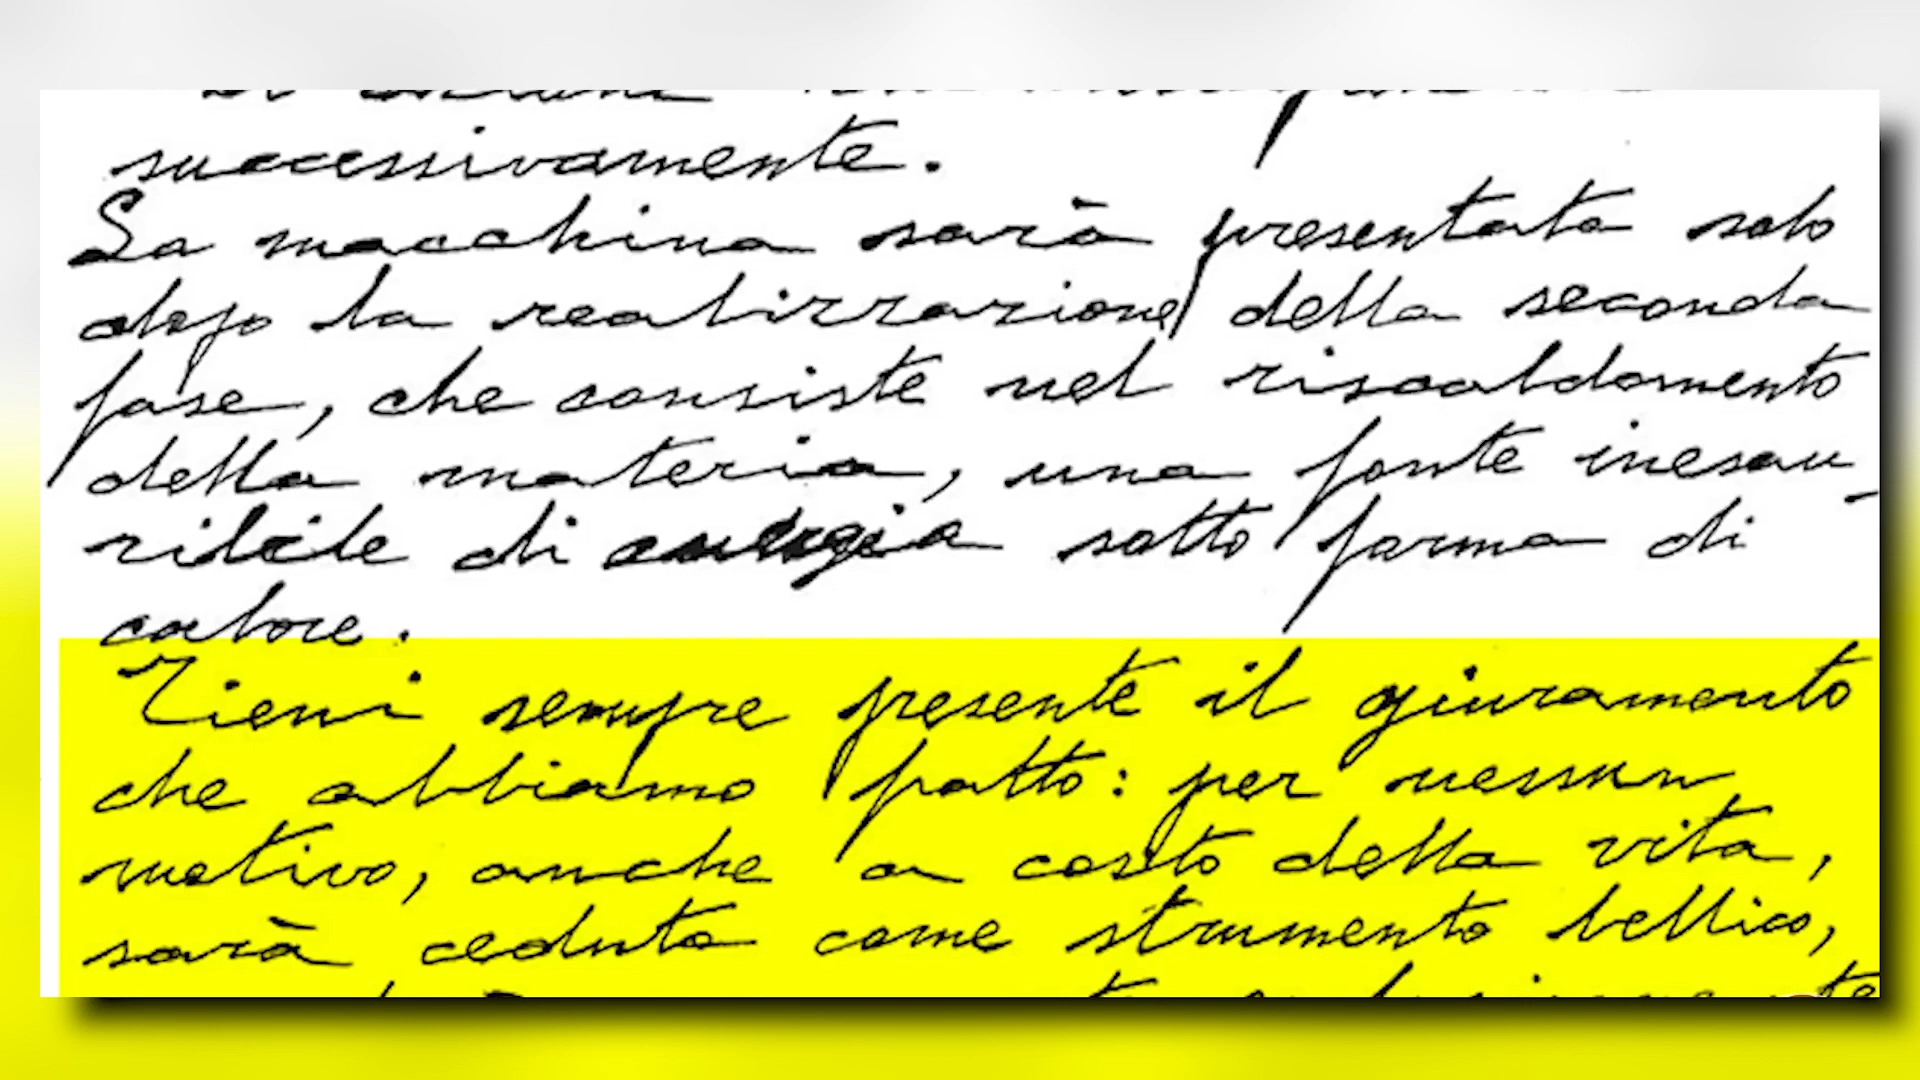 successivamente.
La macchina sarà presentata solo
dopo la realizzazione della seconda
fase, che consiste nel riscaldamento
della materia, una fonte inesau-
ribile di energia sotto forma di
calore.
Tieni sempre presente il giuramento
che abbiamo fatto: per nessun
motivo, anche a costo della vita,
sarà ceduta come strumento bellico,